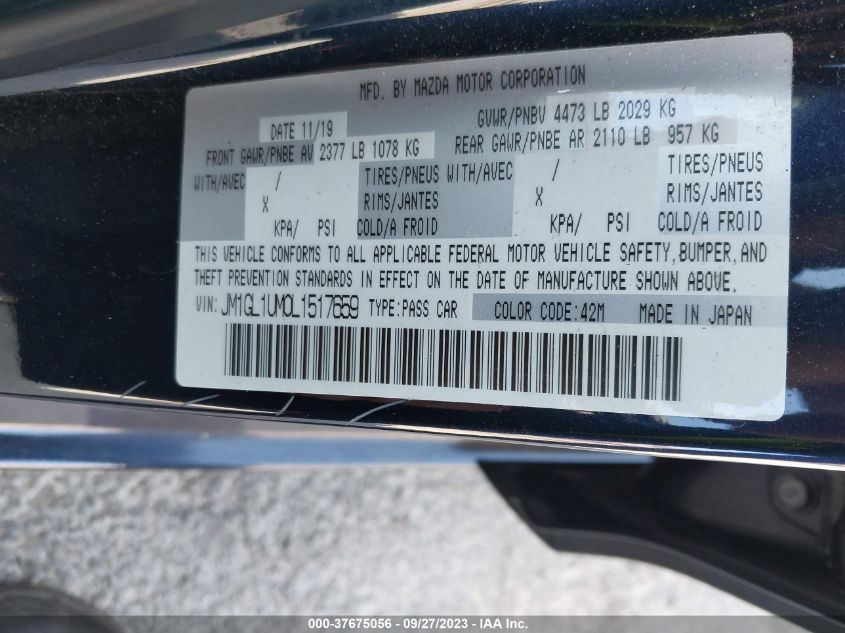 MFD. BY MAZDA MOTOR CORPORATION
DATE 11/19 GVWR/PNBV 4473 LB 2029 KG
FRONT GAWR/PNBE AV 2377 LB 1078 KG REAR GAWR/PNBE AR 2110 LB 957 KG
WITH/AVEC / TIRES/PNEUS WITH/AVEC / TIRES/PNEUS
X RIMS/JANTES X RIMS/JANTES
KPA/ PSI COLD/A FROID KPA/ PSI COLD/A FROID
THIS VEHICLE CONFORMS TO ALL APPLICABLE FEDERAL MOTOR VEHICLE SAFETY, BUMPER, AND
THEFT PREVENTION STANDARDS IN EFFECT ON THE DATE OF MANUFACTURE SHOWN ABOVE.
VIN: JM1GL1UM0L1517659 TYPE:PASS CAR COLOR CODE:42M MADE IN JAPAN
000-37675056 - 09/27/2023 - IAA Inc.